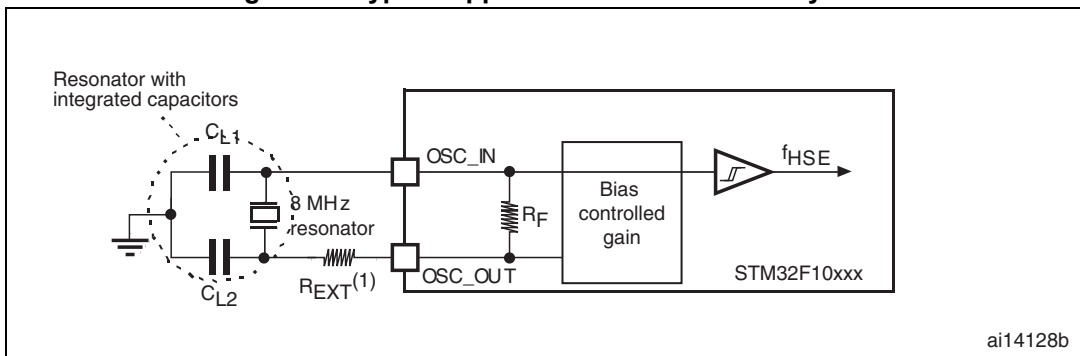 Resonator with
integrated capacitors
CL1
OSC_IN
fHSE
8 MHz
resonator
RF
Bias
controlled
gain
REXT(1)
OSC_OUT
STM32F10xxx
CL2
ai14128b